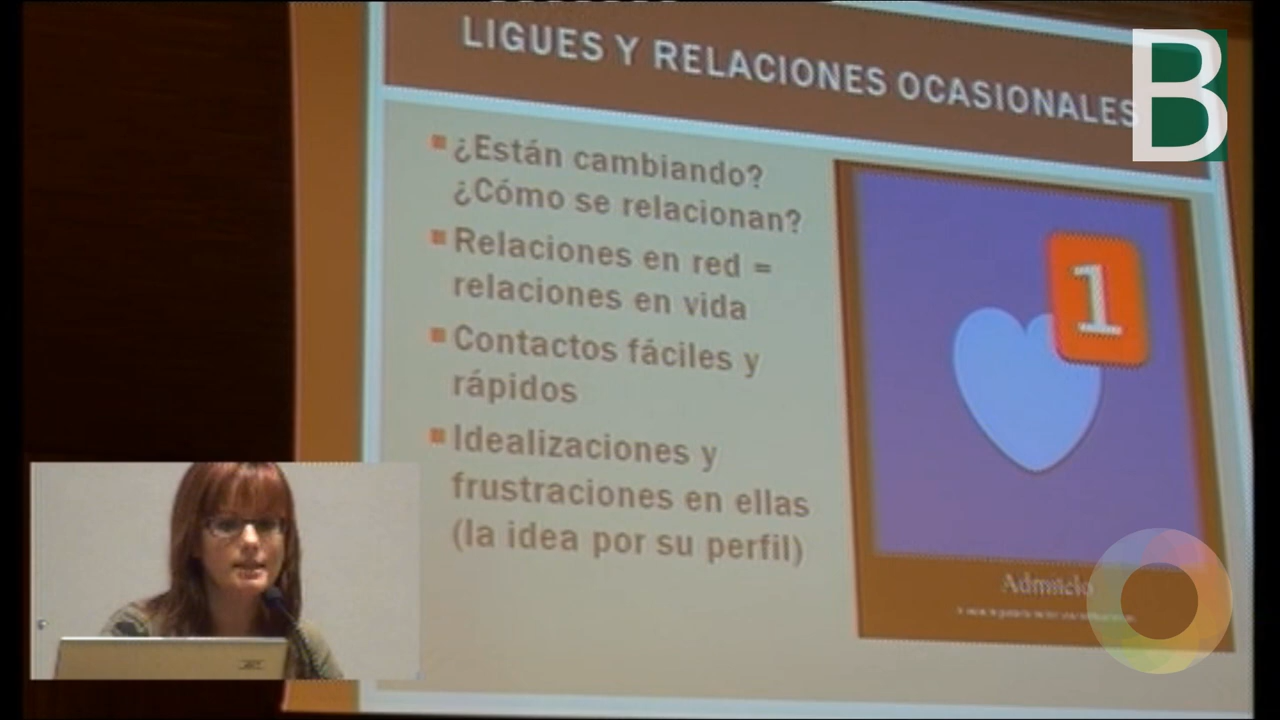 LIGUES Y RELACIONES OCASIONALES
B
¿Están cambiando?
¿Cómo se relacionan?
Relaciones en red =
relaciones en vida
Contactos fáciles y
rápidos
Idealizaciones y
frustraciones en ellas
(la idea por su perfil)
1